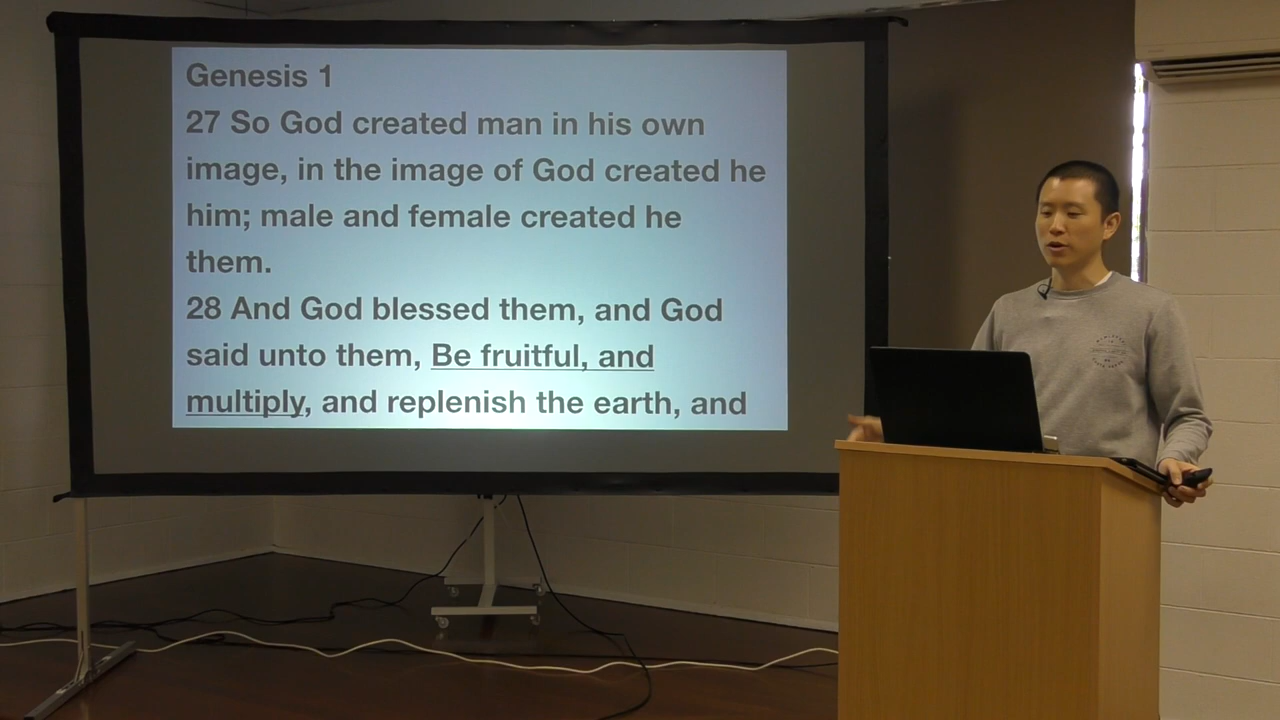 Genesis 1
27 So God created man in his own
image, in the image of God created he
him; male and female created he
them.
28 And God blessed them, and God
said unto them, Be fruitful, and
multiply, and replenish the earth, and